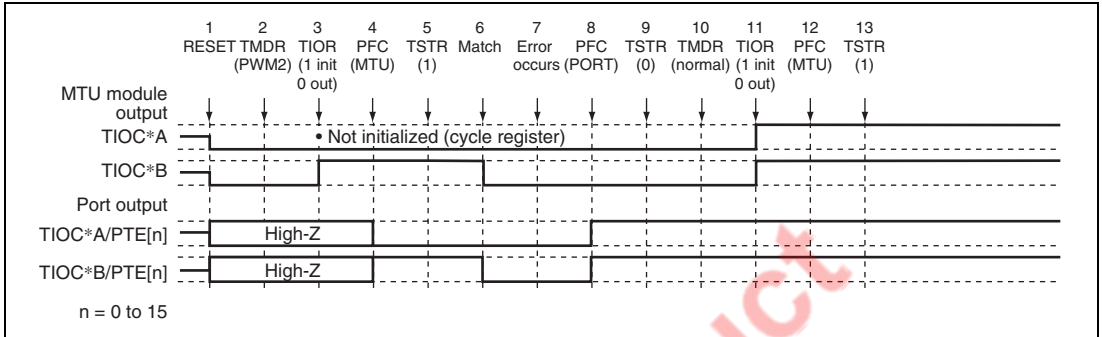 1 2 3 4 5 6 7 8 9 10 11 12 13
RESET TMDR TIOR PFC TSTR Match Error PFC TSTR TMDR TIOR PFC TSTR
(PWM2) (1 init (MTU) (1) occurs (PORT) (0) (normal) (1 init (MTU) (1)
0 out) 0 out)
MTU module
output
TIOC*A • Not initialized (cycle register)
TIOC*B
Port output
TIOC*A/PTE[n] High-Z
TIOC*B/PTE[n] High-Z
n = 0 to 15